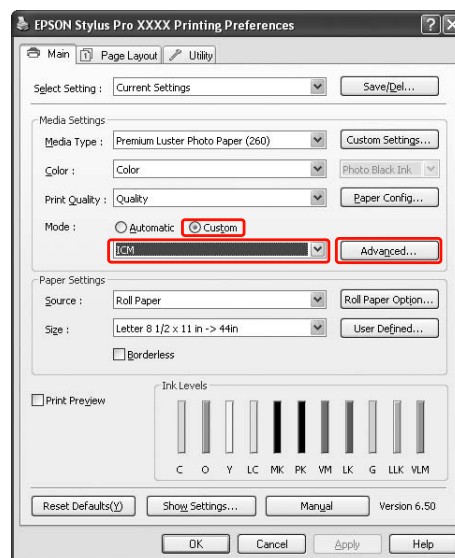 EPSON Stylus Pro XXXX Printing Preferences
Main Page Layout Utility
Select Setting : Current Settings Save/Del...
Media Settings
Media Type : Premium Luster Photo Paper (260) Custom Settings...
Color : Color Photo Black Ink
Print Quality : Quality Paper Config...
Mode : Automatic Custom
ICM Advanced...
Paper Settings
Source : Roll Paper Roll Paper Option...
Size : Letter 8 1/2 x 11 in -> 44in User Defined...
Borderless
Print Preview Ink Levels
C O Y LC MK PK VM LK G LLK VLM
Reset Defaults(Y) Show Settings... Manual Version 6.50
OK Cancel Apply Help